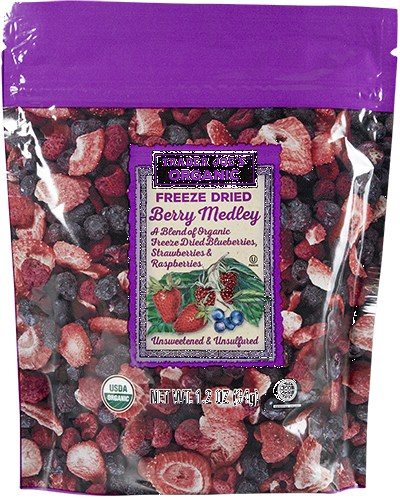 TRADER JOE'S
ORGANIC
FREEZE DRIED
Berry Medley
A Blend of Organic
Freeze Dried Blueberries,
Strawberries &
Raspberries
Unsweetened & Unsulfured
USDA
ORGANIC
NET WT. 1.2 OZ (34g)